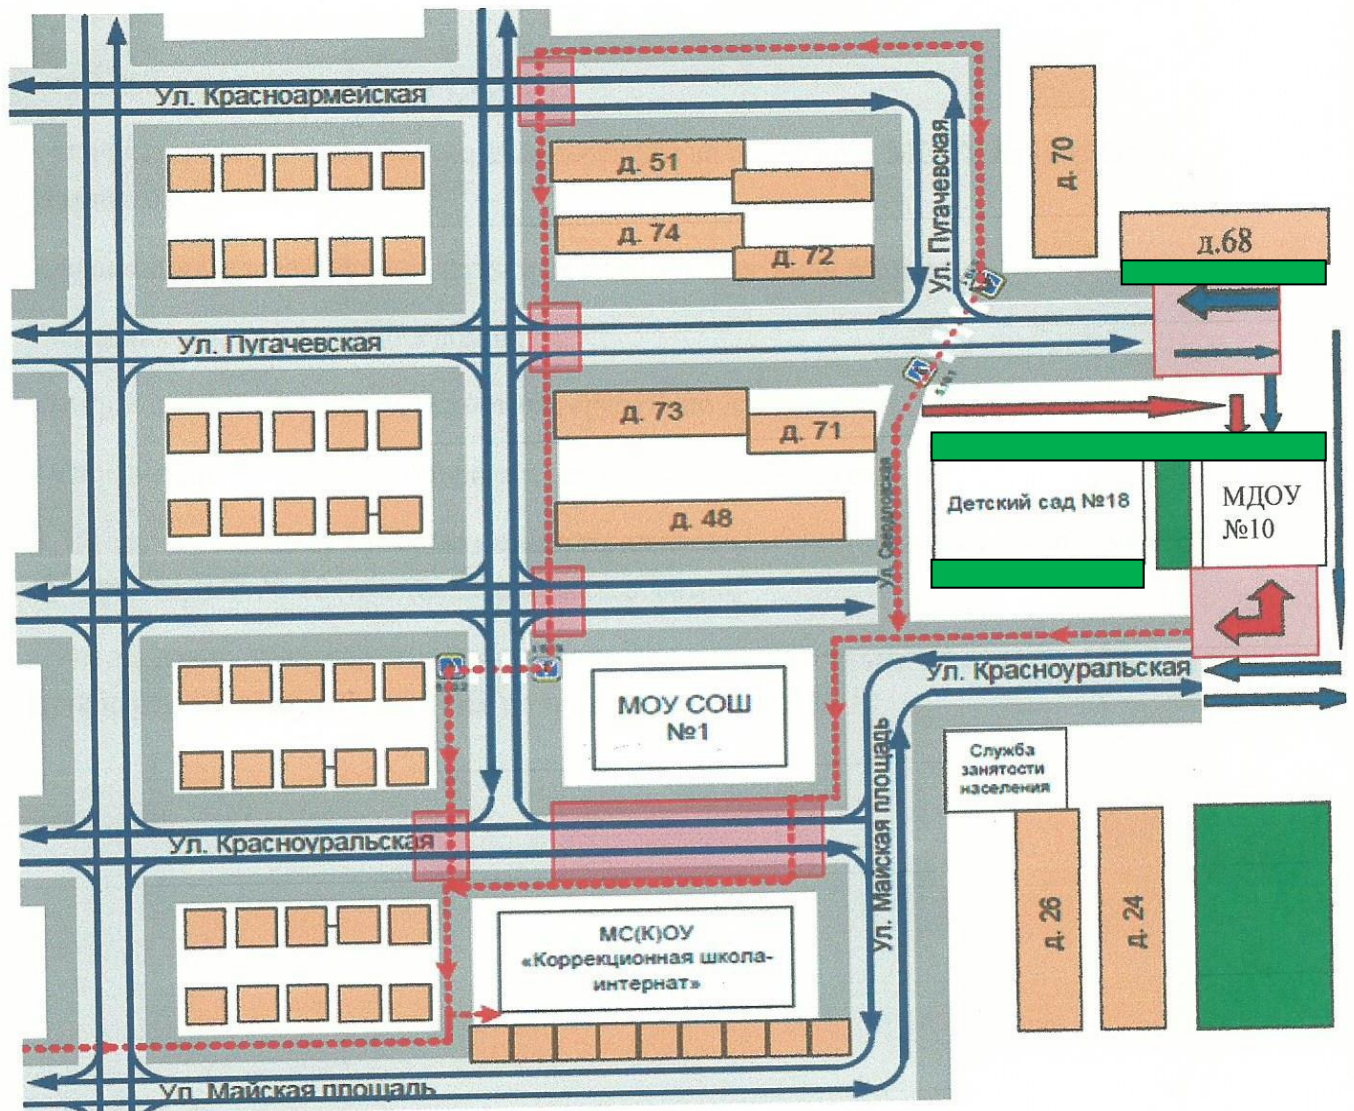 Ул. Красноармейская
Ул. Пугачевская
д. 70
д. 51
д. 74
д. 72
д.68
Ул. Пугачевская
д. 73
д. 71
д. 48
Ул. Свердловская
Детский сад №18
МДОУ
№10
МОУ СОШ
№1
Ул. Красноуральская
Служба
занятости
населения
Ул. Красноуральская
Ул. Майская площадь
д. 26
д. 24
МС(К)ОУ
«Коррекционная школа-
интернат»
Ул. Майская площадь